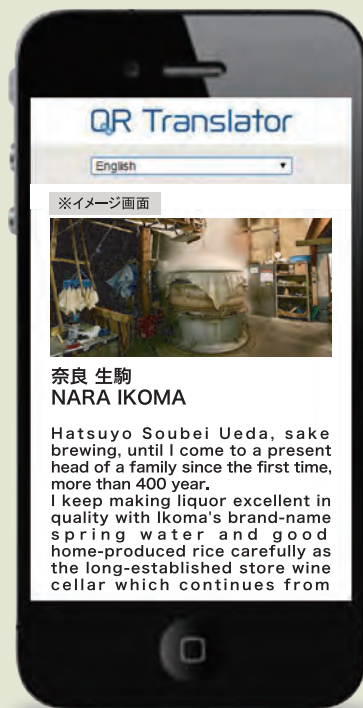 QR Translator
English
※イメージ画面
奈良 生駒
NARA IKOMA
Hatsuyo Soubei Ueda, sake
brewing, until I come to a present
head of a family since the first time,
more than 400 year.
I keep making liquor excellent in
quality with Ikoma's brand-name
spring water and good
home-produced rice carefully as
the long-established store wine
cellar which continues from